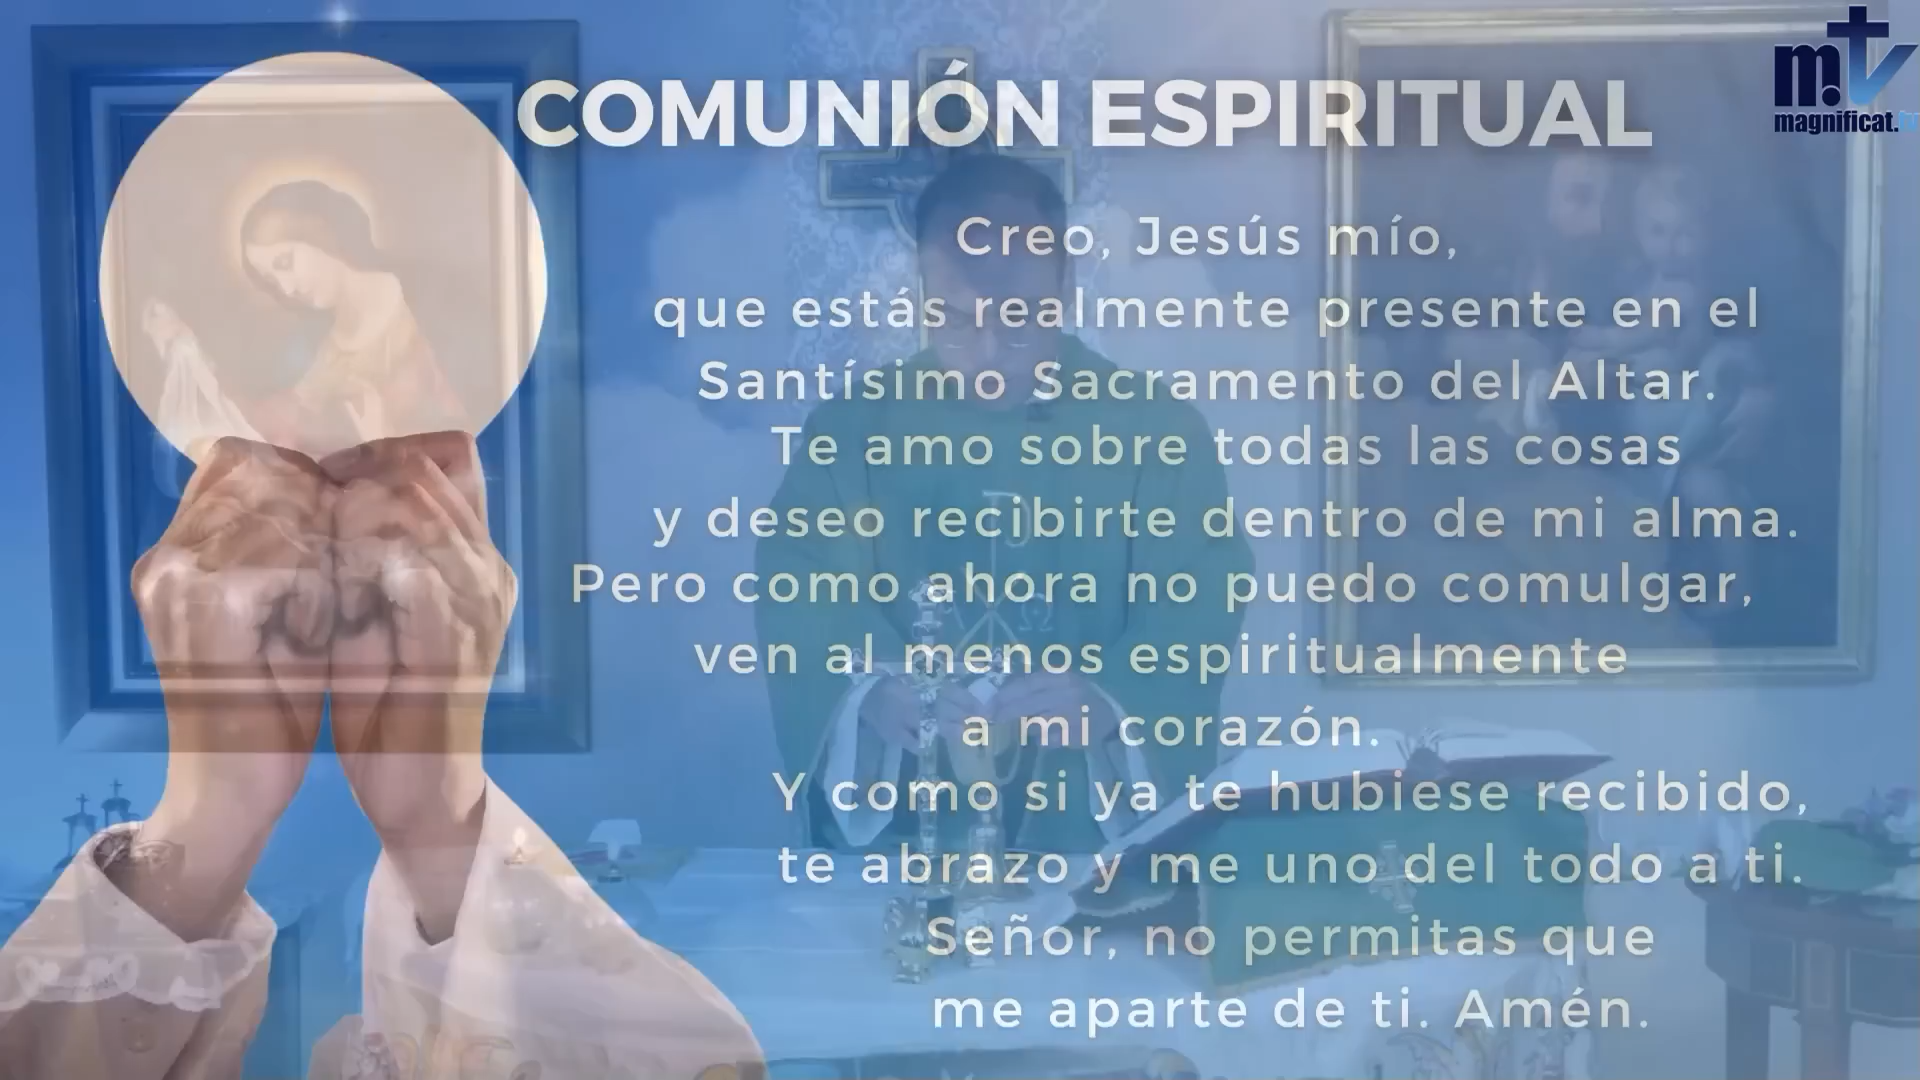 COMUNIÓN ESPIRITUAL
Creo, Jesús mío,
que estás realmente presente en el
Santísimo Sacramento del Altar.
Te amo sobre todas las cosas
y deseo recibirte dentro de mi alma.
Pero como ahora no puedo comulgar,
ven al menos espiritualmente
a mi corazón.
Y como si ya te hubiese recibido,
te abrazo y me uno del todo a ti.
Señor, no permitas que
me aparte de ti. Amén.
m.tv
magnificat.tv